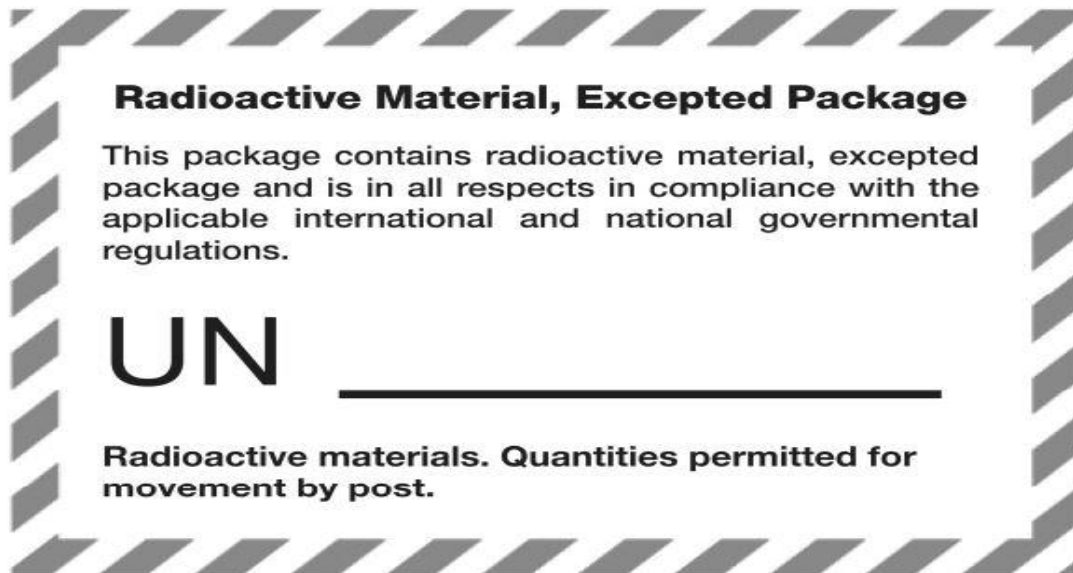 Radioactive Material, Excepted Package
This package contains radioactive material, excepted
package and is in all respects in compliance with the
applicable international and national governmental
regulations.
UN
Radioactive materials. Quantities permitted for
movement by post.